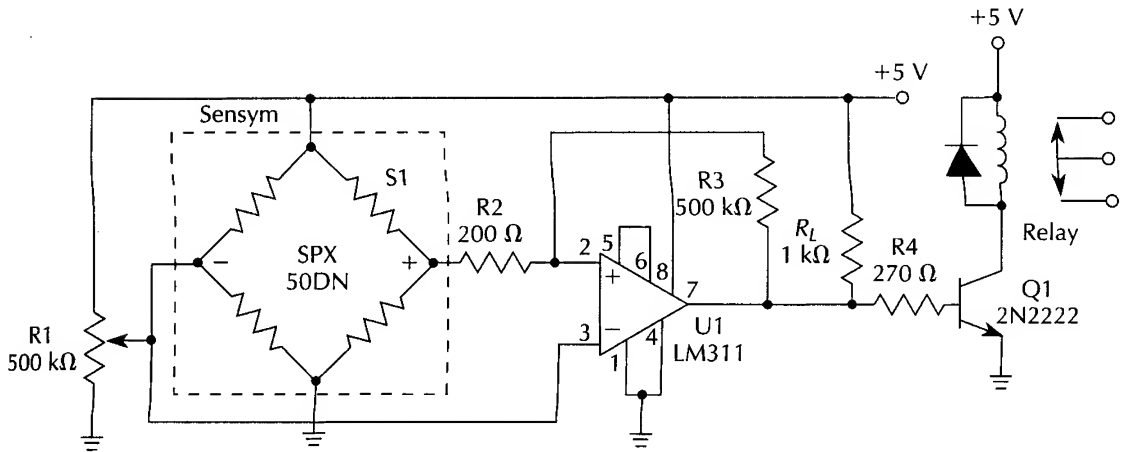 +5 V
+5 V
Sensym
S1
SPX
50DN
−
+
R1
500 kΩ
R2
200 Ω
R3
500 kΩ
R_L
1 kΩ
R4
270 Ω
2
5
6
8
7
+
−
3
1
4
U1
LM311
Relay
Q1
2N2222